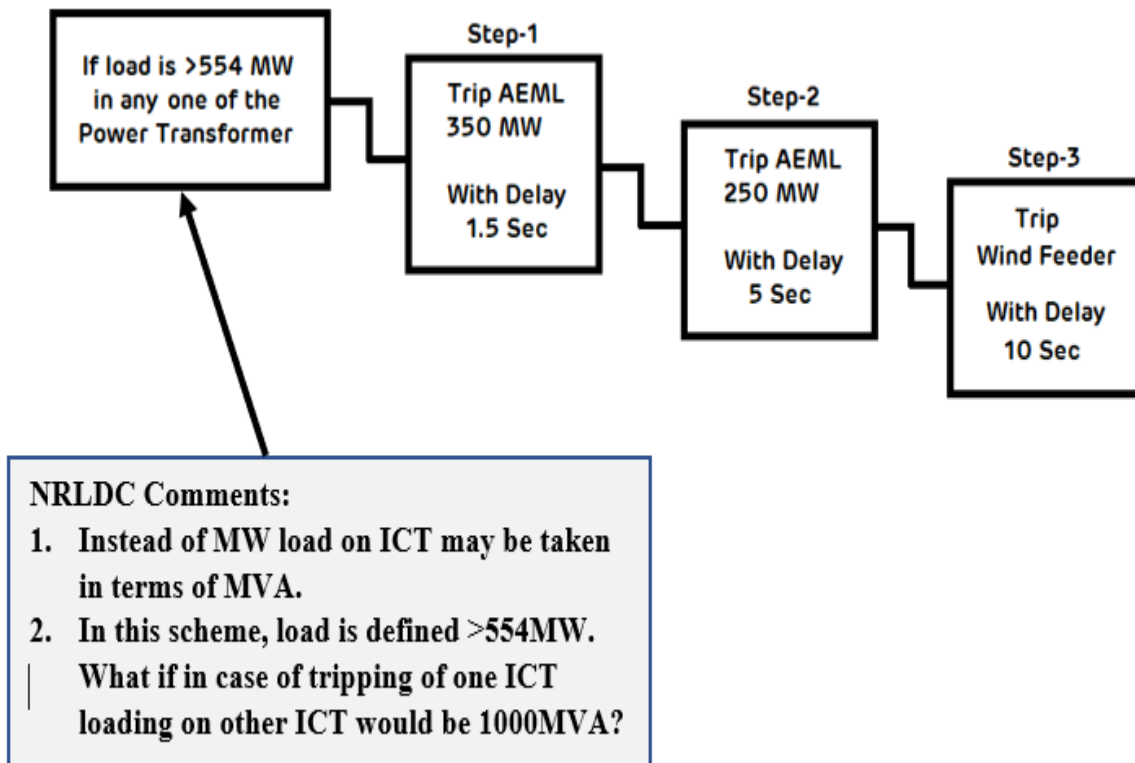 If load is >554 MW
in any one of the
Power Transformer
Step-1
Trip AEML
350 MW
With Delay
1.5 Sec
Step-2
Trip AEML
250 MW
With Delay
5 Sec
Step-3
Trip
Wind Feeder
With Delay
10 Sec
NRLDC Comments:
1. Instead of MW load on ICT may be taken
in terms of MVA.
2. In this scheme, load is defined >554MW.
What if in case of tripping of one ICT
loading on other ICT would be 1000MVA?